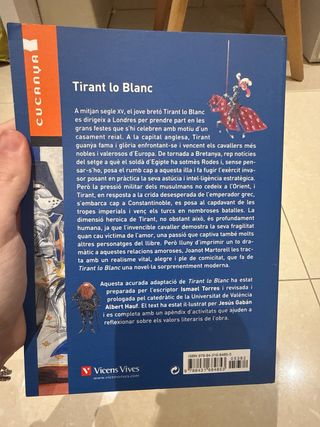 CUCANYA
Tirant lo Blanc
A mitjan segle XV, el jove bretó Tirant lo Blanc
es dirigeix a Londres per prendre part en les
grans festes que s'hi celebren amb motiu d'un
casament reial. A la capital anglesa, Tirant
guanya fama i glòria enfrontant-se i vencent els cavallers més
nobles i valerosos d'Europa. De tornada a Bretanya, rep notícies
del setge a què el soldà d'Egipte ha sotmès Rodes i, sense pen-
sar-s'ho, posa el rumb cap a aquesta illa i fa fugir l'exèrcit inva-
sor posant en pràctica la seva astúcia i intel·ligència estratègica.
Però la pressió militar dels musulmans no cedeix a l'Orient, i
Tirant, en resposta a la crida desesperada de l'emperador grec,
s'embarca cap a Constantinoble, es posa al capdavant de les
tropes imperials i venç els turcs en nombroses batalles. La
dimensió heroica de Tirant, no obstant això, és profundament
humana, ja que l'invencible cavaller demostra la seva fragilitat
quan cau víctima de l'amor, una passió que captiva també molts
altres personatges del llibre. Però lluny d'imprimir un to dra-
màtic a aquestes relacions amoroses, Joanot Martorell les trac-
ta amb un realisme vital, alegre i ple de comicitat, que fa de
Tirant lo Blanc una novel·la sorprenentment moderna.
Aquesta acurada adaptació de Tirant lo Blanc ha estat
preparada per l'escriptor Ismael Torres i revisada i
prologada pel catedràtic de la Universitat de València
Albert Hauf. El text ha estat il·lustrat per Jesús Gabán
i es completa amb un apèndix d'activitats que ajuden a
reflexionar sobre els valors literaris de l'obra.
Vicens Vives
www.vicensvives.es